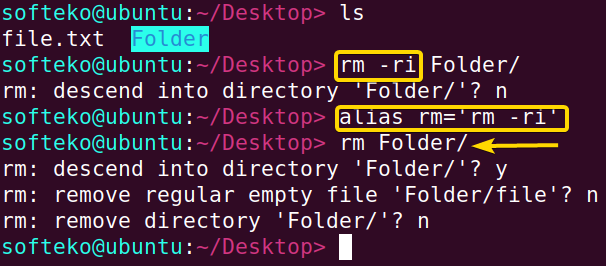 softeko@ubuntu:~/Desktop> ls
file.txt  Folder
softeko@ubuntu:~/Desktop> rm -ri Folder/
rm: descend into directory 'Folder/'? n
softeko@ubuntu:~/Desktop> alias rm='rm -ri'
softeko@ubuntu:~/Desktop> rm Folder/
rm: descend into directory 'Folder/'? y
rm: remove regular empty file 'Folder/file'? n
rm: remove directory 'Folder/'? n
softeko@ubuntu:~/Desktop>